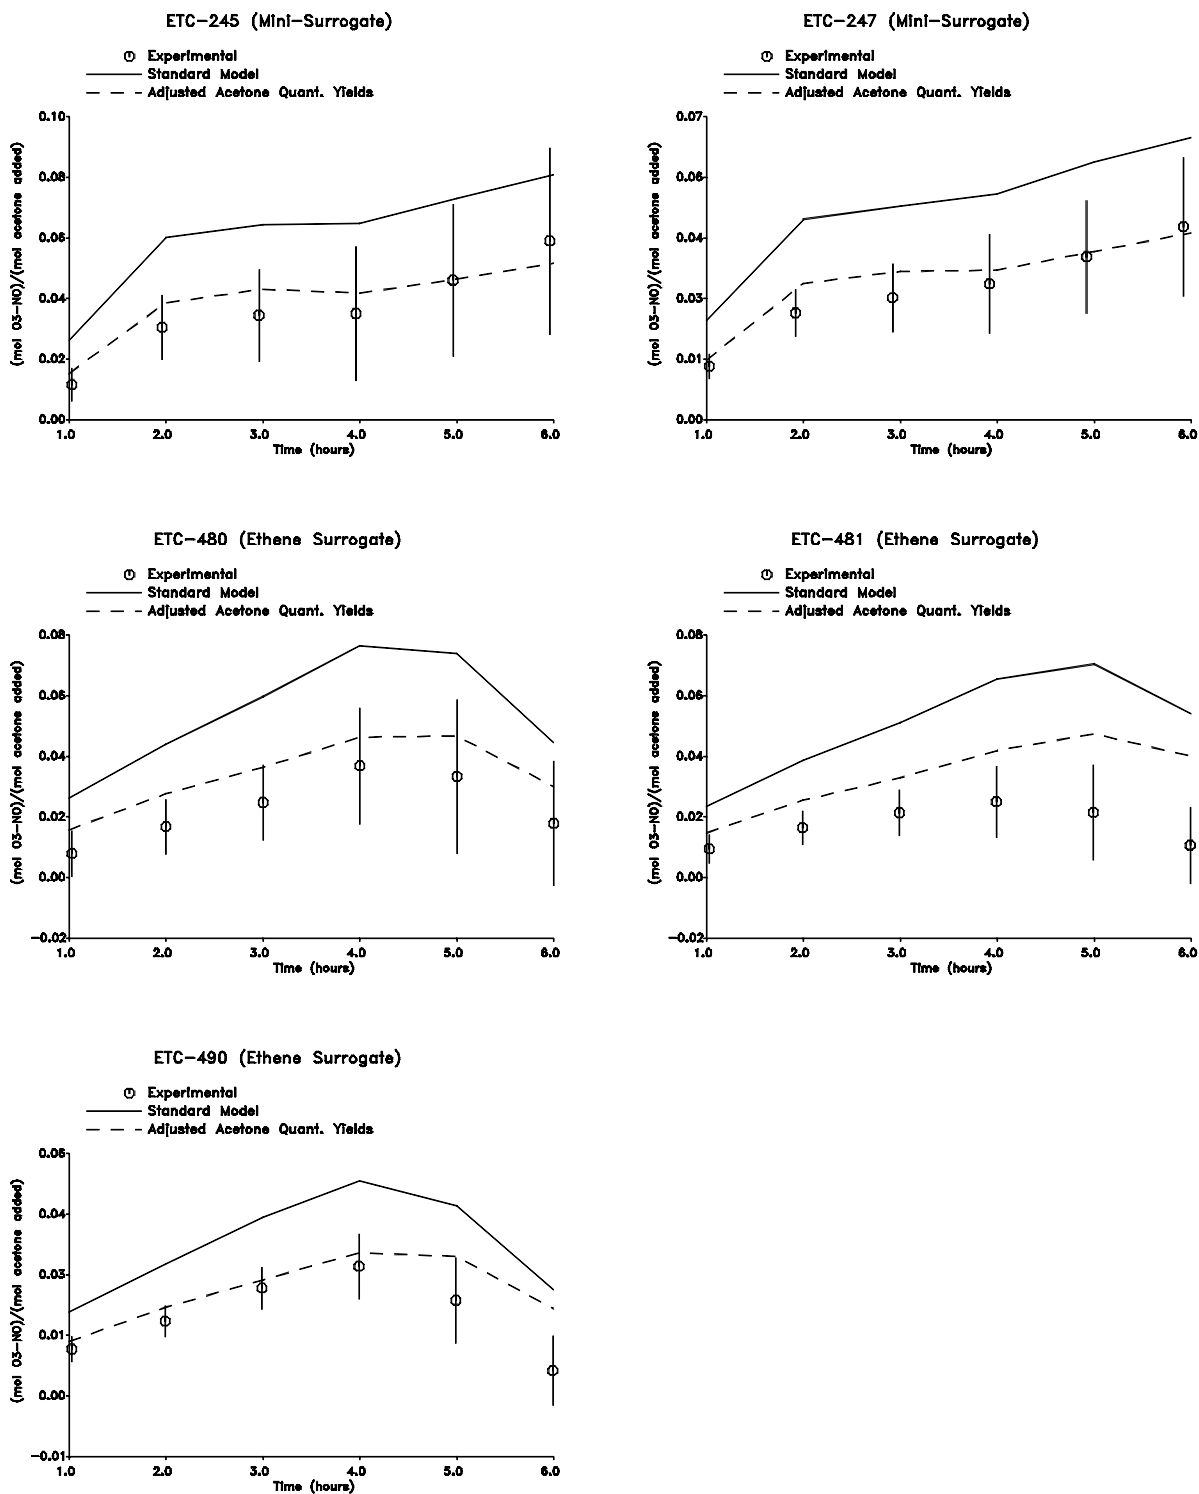 ETC-245 (Mini-Surrogate)
Experimental
Standard Model
Adjusted Acetone Quant. Yields
(mol O3-NO)/(mol acetone added)
0.10
0.08
0.06
0.04
0.02
0.00
1.0 2.0 3.0 4.0 5.0 6.0
Time (hours)
ETC-247 (Mini-Surrogate)
Experimental
Standard Model
Adjusted Acetone Quant. Yields
(mol O3-NO)/(mol acetone added)
0.07
0.06
0.04
0.03
0.01
0.00
1.0 2.0 3.0 4.0 5.0 6.0
Time (hours)
ETC-480 (Ethene Surrogate)
Experimental
Standard Model
Adjusted Acetone Quant. Yields
(mol O3-NO)/(mol acetone added)
0.08
0.06
0.04
0.02
0.00
-0.02
1.0 2.0 3.0 4.0 5.0 6.0
Time (hours)
ETC-481 (Ethene Surrogate)
Experimental
Standard Model
Adjusted Acetone Quant. Yields
(mol O3-NO)/(mol acetone added)
0.08
0.06
0.04
0.02
0.00
-0.02
1.0 2.0 3.0 4.0 5.0 6.0
Time (hours)
ETC-490 (Ethene Surrogate)
Experimental
Standard Model
Adjusted Acetone Quant. Yields
(mol O3-NO)/(mol acetone added)
0.06
0.04
0.03
0.01
0.00
-0.01
1.0 2.0 3.0 4.0 5.0 6.0
Time (hours)